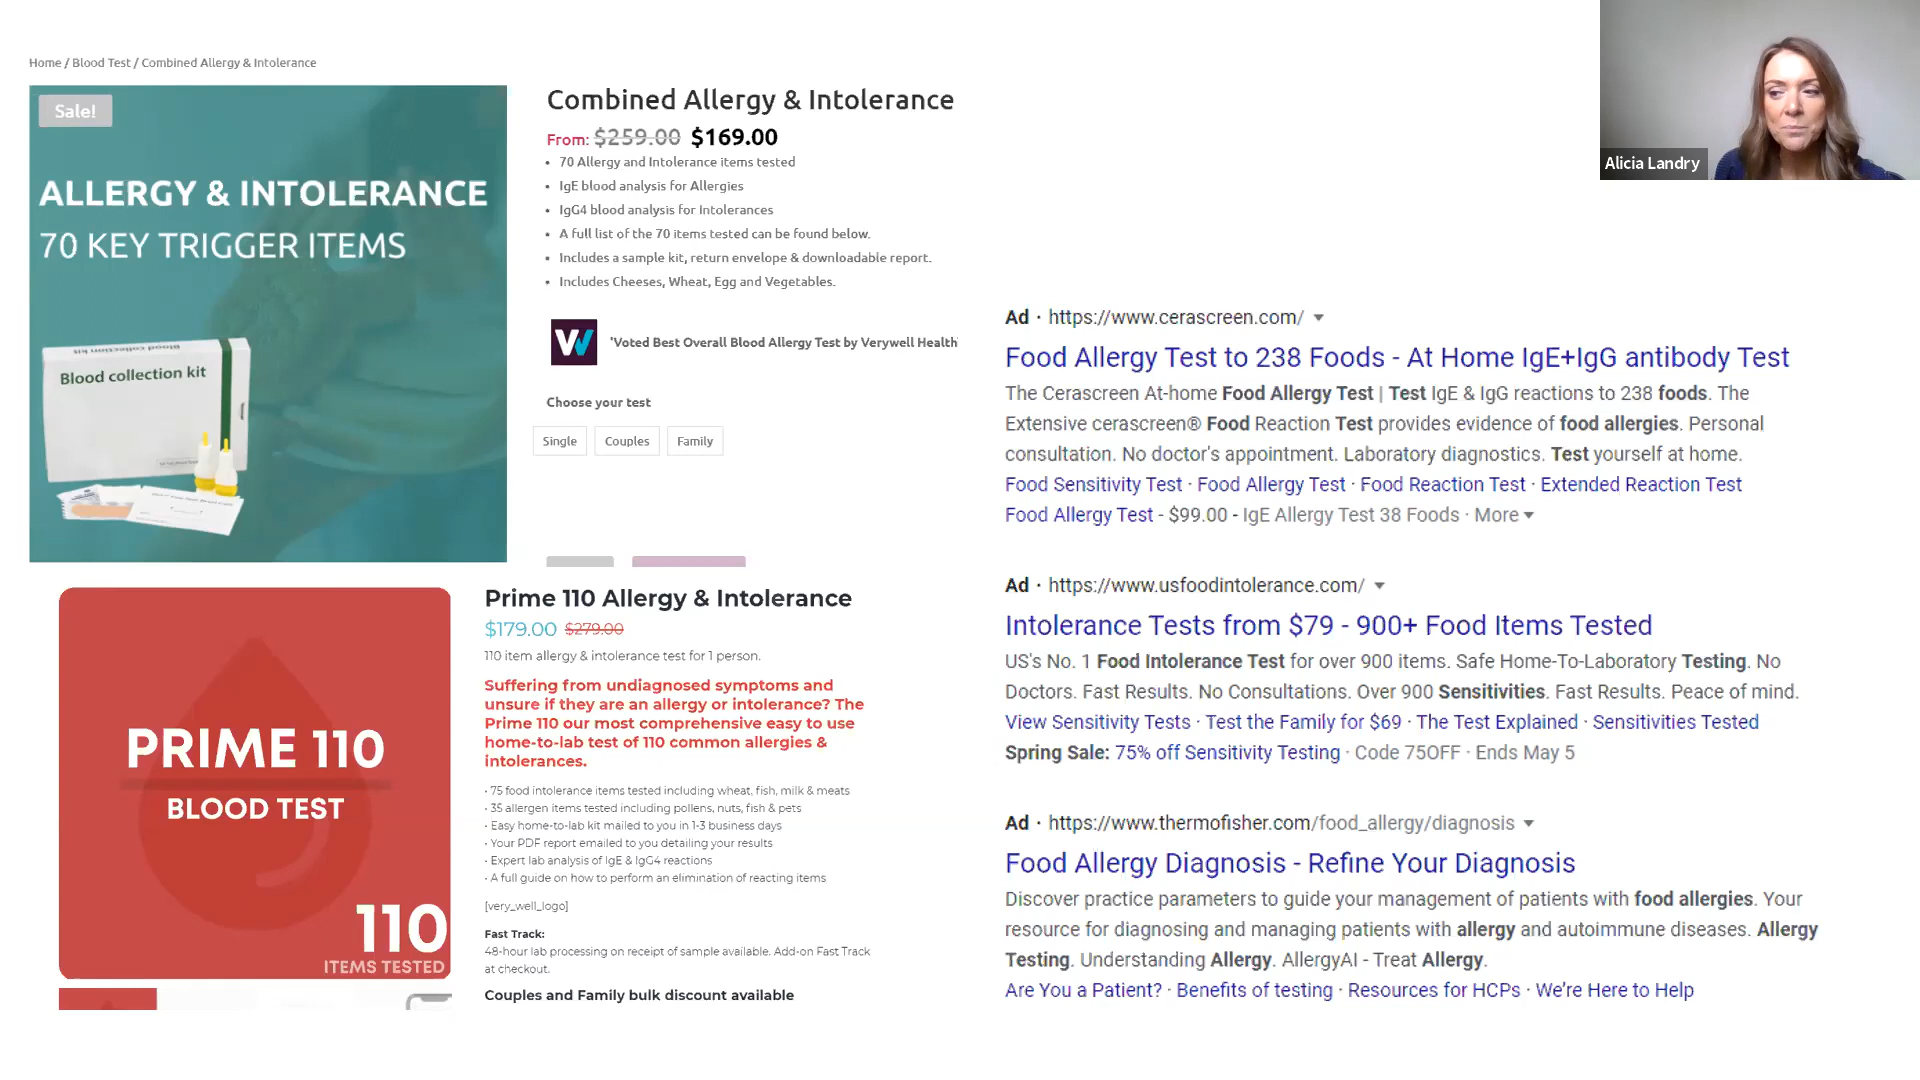 Home / Blood Test / Combined Allergy & Intolerance
Sale!
ALLERGY & INTOLERANCE
70 KEY TRIGGER ITEMS
Blood collection kit
Blood collection kit
Combined Allergy & Intolerance
From: $259.00 $169.00
• 70 Allergy and Intolerance items tested
• IgE blood analysis for Allergies
• IgG4 blood analysis for Intolerances
• A full list of the 70 items tested can be found below.
• Includes a sample kit, return envelope & downloadable report.
• Includes Cheeses, Wheat, Egg and Vegetables.
W
'Voted Best Overall Blood Allergy Test by Verywell Health
Choose your test
Single
Couples
Family
PRIME 110
BLOOD TEST
110
ITEMS TESTED
Prime 110 Allergy & Intolerance
$179.00 $279.00
110 item allergy & intolerance test for 1 person.
Suffering from undiagnosed symptoms and
unsure if they are an allergy or intolerance? The
Prime 110 our most comprehensive easy to use
home-to-lab test of 110 common allergies &
intolerances.
• 75 food intolerance items tested including wheat, fish, milk & meats
• 35 allergen items tested including pollens, nuts, fish & pets
• Easy home-to-lab kit mailed to you in 1-3 business days
• Your PDF report emailed to you detailing your results
• Expert lab analysis of IgE & IgG4 reactions
• A full guide on how to perform an elimination of reacting items
[very_well_logo]
Fast Track:
48-hour lab processing on receipt of sample available. Add-on Fast Track
at checkout.
Couples and Family bulk discount available
Ad · https://www.cerascreen.com/
Food Allergy Test to 238 Foods - At Home IgE+IgG antibody Test
The Cerascreen At-home Food Allergy Test | Test IgE & IgG reactions to 238 foods. The
Extensive cerascreen® Food Reaction Test provides evidence of food allergies. Personal
consultation. No doctor's appointment. Laboratory diagnostics. Test yourself at home.
Food Sensitivity Test · Food Allergy Test · Food Reaction Test · Extended Reaction Test
Food Allergy Test - $99.00 - IgE Allergy Test 38 Foods · More
Ad · https://www.usfoodintolerance.com/
Intolerance Tests from $79 - 900+ Food Items Tested
US's No. 1 Food Intolerance Test for over 900 items. Safe Home-To-Laboratory Testing. No
Doctors. Fast Results. No Consultations. Over 900 Sensitivities. Fast Results. Peace of mind.
View Sensitivity Tests · Test the Family for $69 · The Test Explained · Sensitivities Tested
Spring Sale: 75% off Sensitivity Testing · Code 75OFF · Ends May 5
Ad · https://www.thermofisher.com/food_allergy/diagnosis
Food Allergy Diagnosis - Refine Your Diagnosis
Discover practice parameters to guide your management of patients with food allergies. Your
resource for diagnosing and managing patients with allergy and autoimmune diseases. Allergy
Testing. Understanding Allergy. AllergyAI - Treat Allergy.
Are You a Patient? · Benefits of testing · Resources for HCPs · We're Here to Help
Alicia Landry